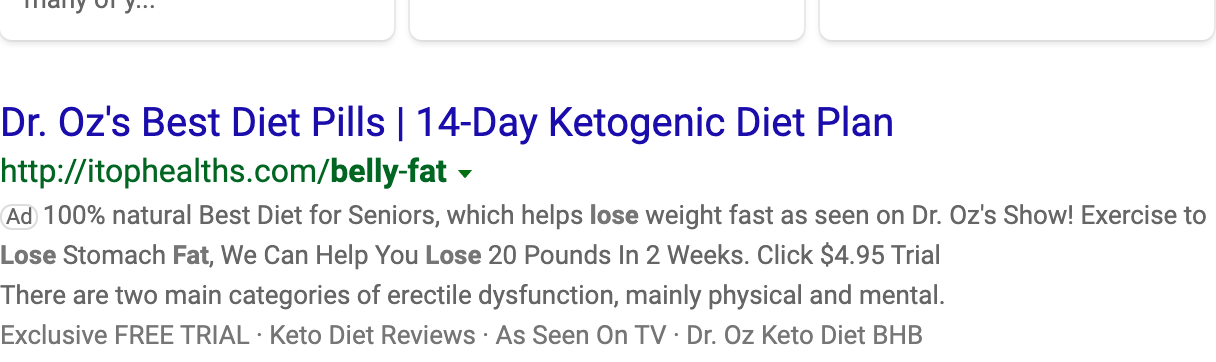 many of y...
Dr. Oz's Best Diet Pills | 14-Day Ketogenic Diet Plan
http://itophealths.com/belly-fat
Ad 100% natural Best Diet for Seniors, which helps lose weight fast as seen on Dr. Oz's Show! Exercise to
Lose Stomach Fat, We Can Help You Lose 20 Pounds In 2 Weeks. Click $4.95 Trial
There are two main categories of erectile dysfunction, mainly physical and mental.
Exclusive FREE TRIAL · Keto Diet Reviews · As Seen On TV · Dr. Oz Keto Diet BHB